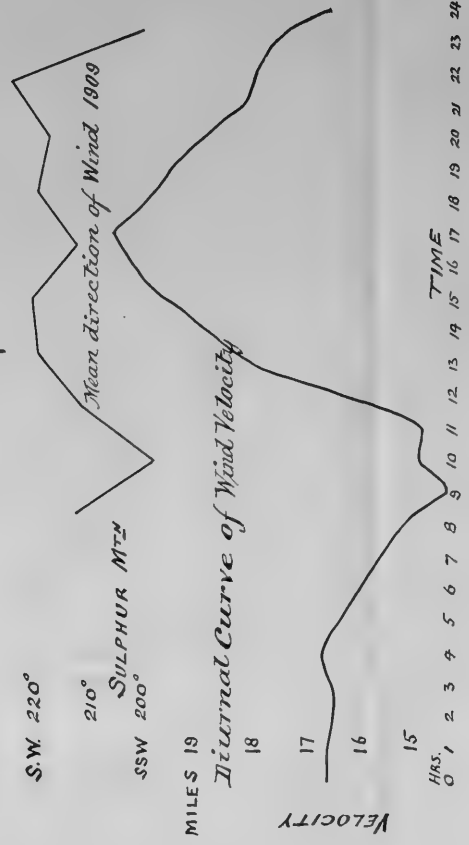 S.W. 220°
Mean direction of Wind 1909
210°
SULPHUR MTN
SSW 200°
MILES 19
Diurnal Curve of Wind Velocity
18
17
16
15
VELOCITY
TIME
HRS.
0 1 2 3 4 5 6 7 8 9 10 11 12 13 14 15 16 17 18 19 20 21 22 23 24